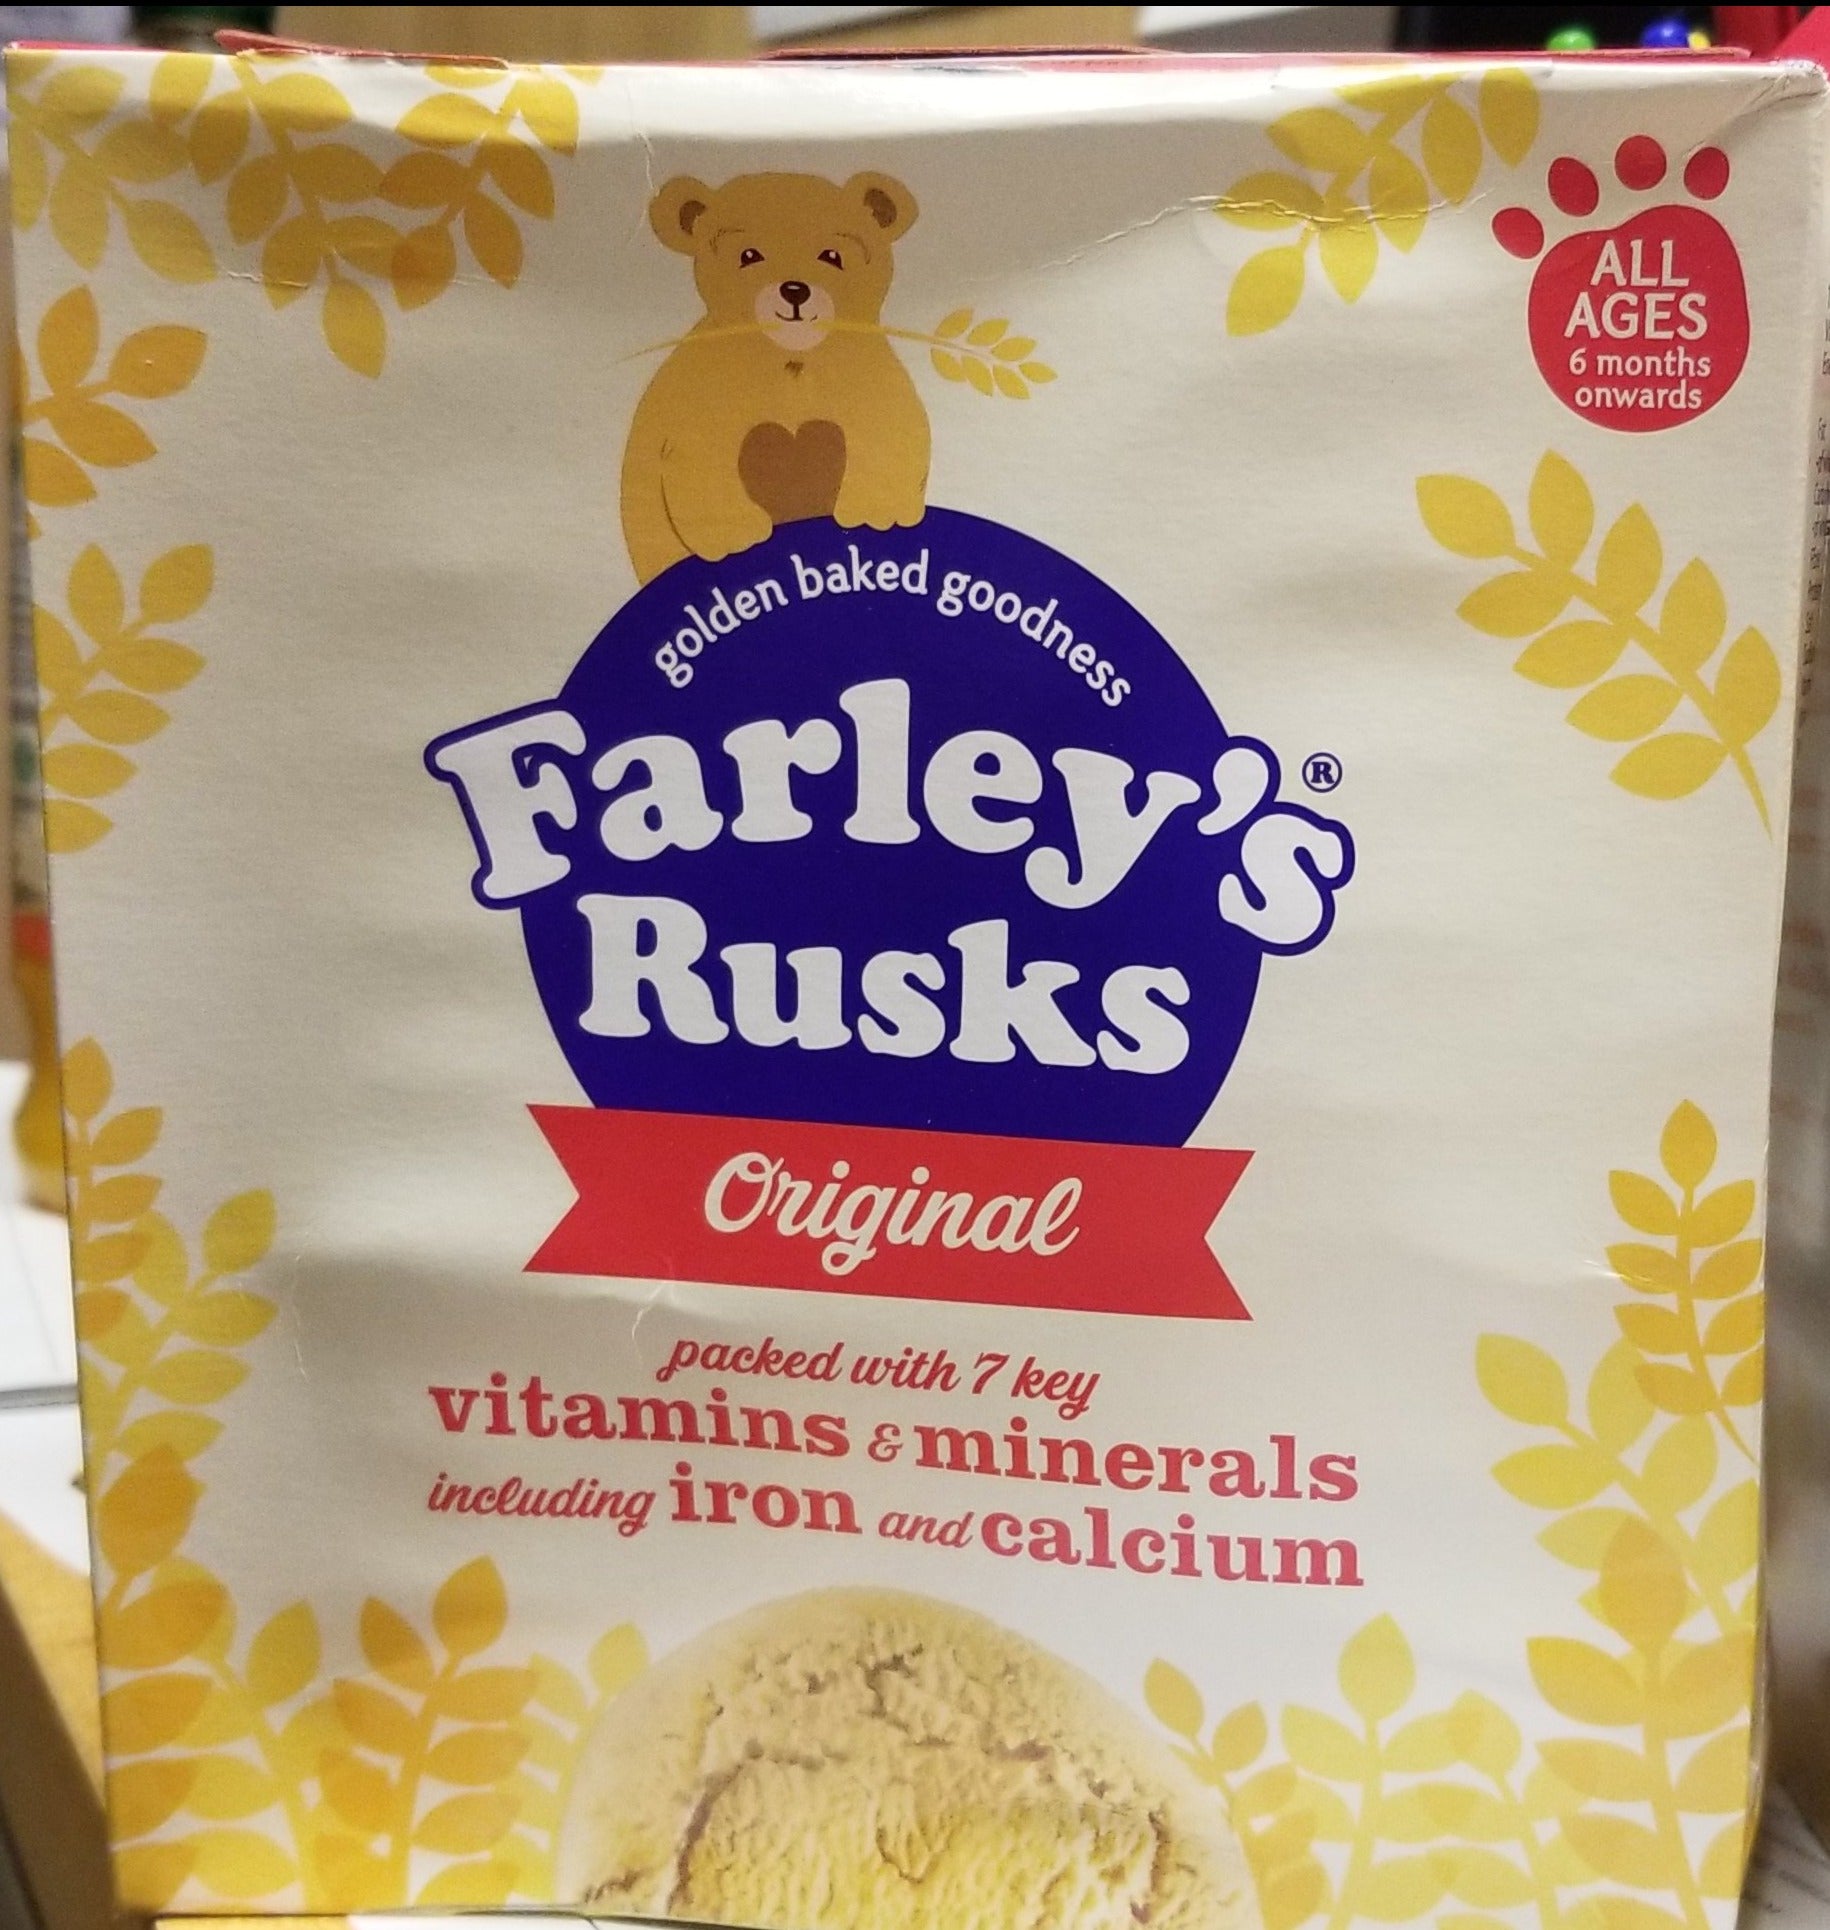 ALL
AGES
6 months
onwards
golden baked goodness
Farley's®
Rusks
Original
packed with 7 key
vitamins & minerals
including iron and calcium